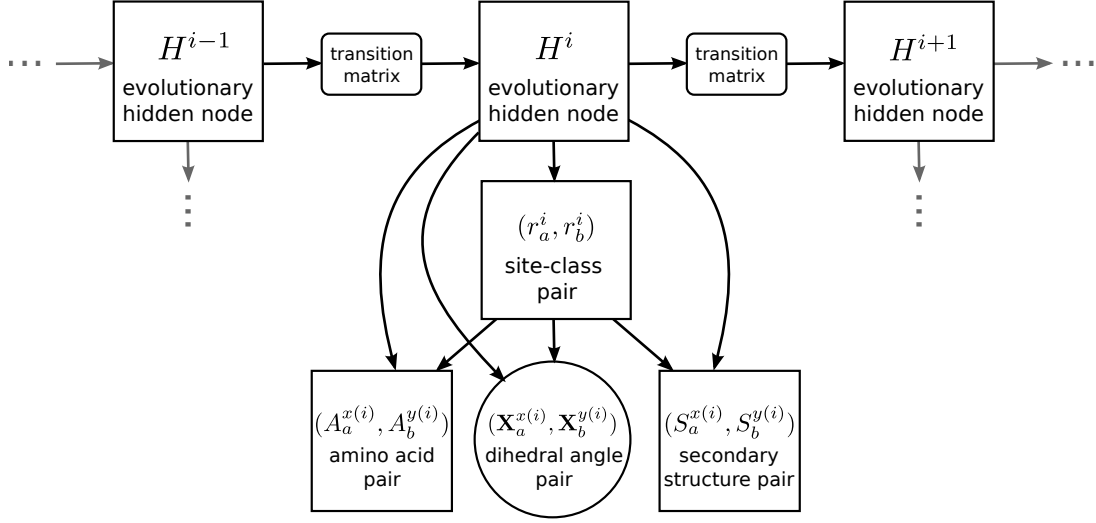 ... H^{i−1} transition matrix H^i transition matrix H^{i+1} ...
evolutionary hidden node
evolutionary hidden node
evolutionary hidden node
(r_a^i, r_b^i)
site-class
pair
(A_a^{x(i)}, A_b^{y(i)})
amino acid
pair
(X_a^{x(i)}, X_b^{y(i)})
dihedral angle
pair
(S_a^{x(i)}, S_b^{y(i)})
secondary
structure pair